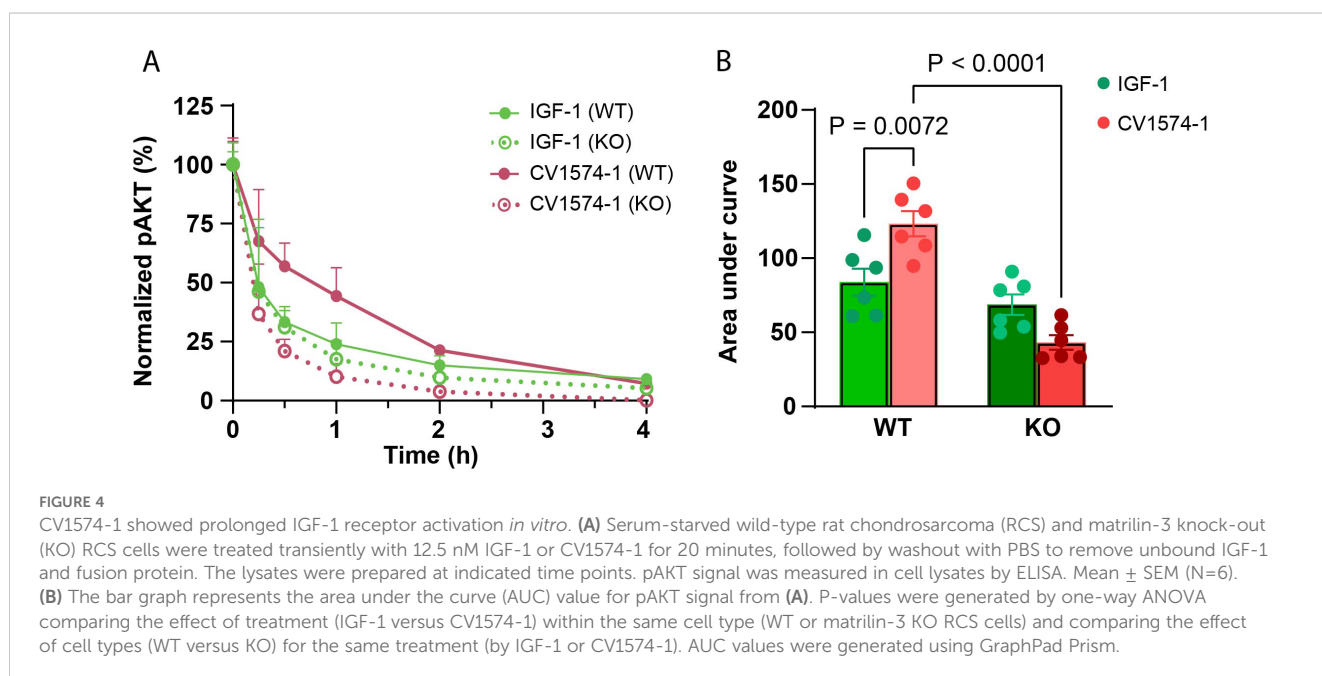 A
Normalized pAKT (%)
125
100
75
50
25
0
0
1
2
3
4
Time (h)
IGF-1 (WT)
IGF-1 (KO)
CV1574-1 (WT)
CV1574-1 (KO)
B
P < 0.0001
P = 0.0072
IGF-1
CV1574-1
Area under curve
200
150
100
50
0
WT
KO
FIGURE 4
CV1574-1 showed prolonged IGF-1 receptor activation in vitro. (A) Serum-starved wild-type rat chondrosarcoma (RCS) and matrilin-3 knock-out
(KO) RCS cells were treated transiently with 12.5 nM IGF-1 or CV1574-1 for 20 minutes, followed by washout with PBS to remove unbound IGF-1
and fusion protein. The lysates were prepared at indicated time points. pAKT signal was measured in cell lysates by ELISA. Mean ± SEM (N=6).
(B) The bar graph represents the area under the curve (AUC) value for pAKT signal from (A). P-values were generated by one-way ANOVA
comparing the effect of treatment (IGF-1 versus CV1574-1) within the same cell type (WT or matrilin-3 KO RCS cells) and comparing the effect
of cell types (WT versus KO) for the same treatment (by IGF-1 or CV1574-1). AUC values were generated using GraphPad Prism.